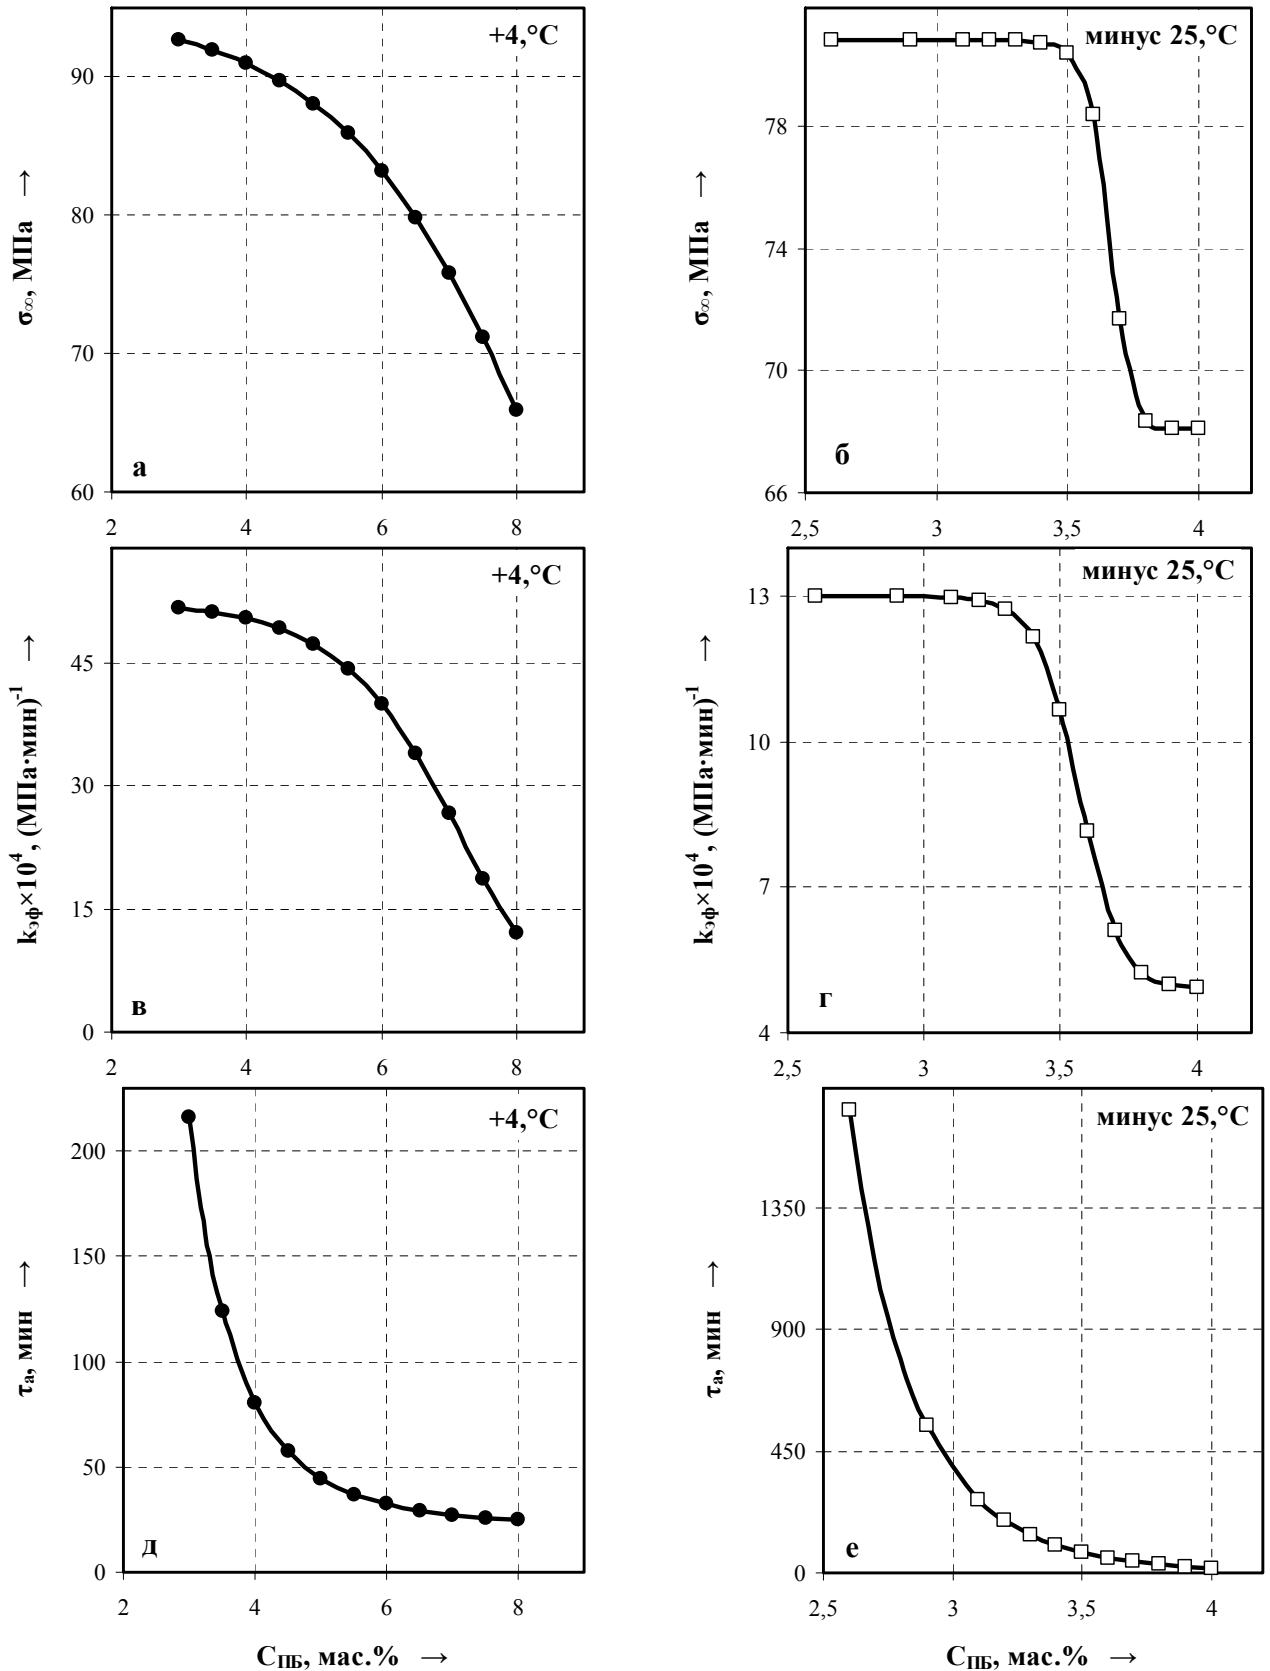 +4,°C
σ∞, МПа →
90
80
70
60
2
4
6
8
а
минус 25,°C
σ∞, МПа →
78
74
70
66
2,5
3
3,5
4
б
+4,°C
kэф×10⁴, (МПа·мин)⁻¹ →
45
30
15
0
2
4
6
8
в
минус 25,°C
kэф×10⁴, (МПа·мин)⁻¹ →
13
10
7
4
2,5
3
3,5
4
г
+4,°C
τа, мин →
200
150
100
50
0
2
4
6
8
д
CПБ, мас.% →
минус 25,°C
τа, мин →
1350
900
450
0
2,5
3
3,5
4
е
CПБ, мас.% →